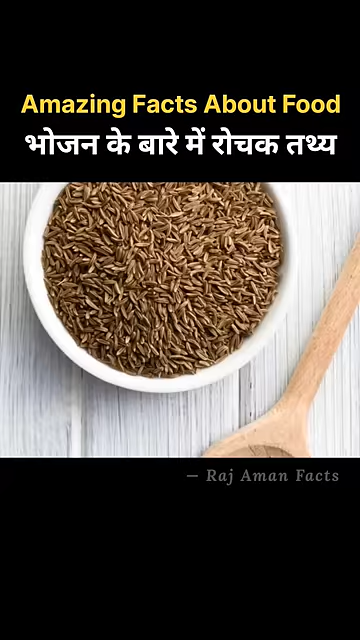 Amazing Facts About Food
भोजन के बारे में रोचक तथ्य
— Raj Aman Facts